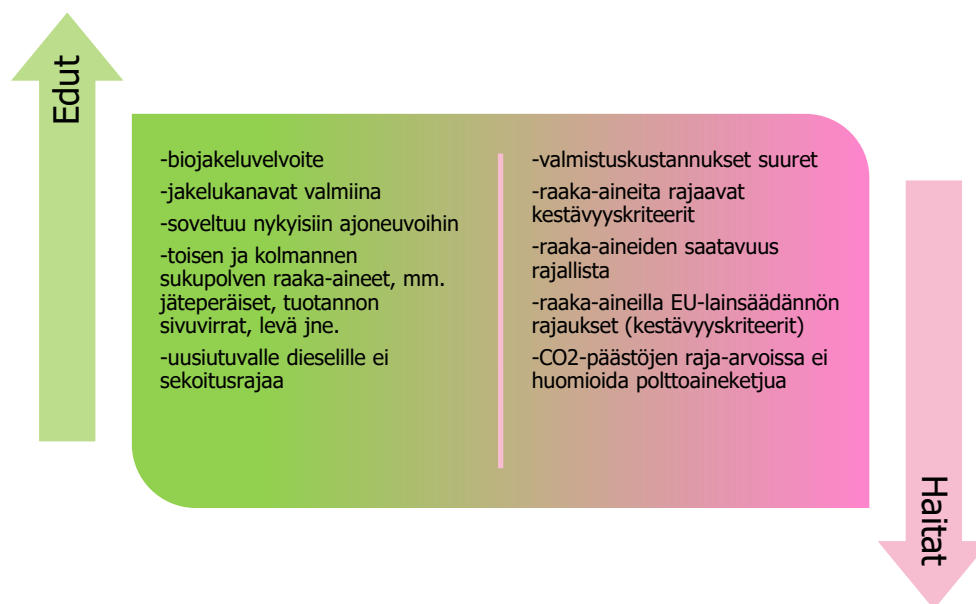 Edut
-biojakeluvelvoite
-jakelukanavat valmiina
-soveltuu nykyisiin ajoneuvoihin
-toisen ja kolmannen
sukupolven raaka-aineet, mm.
jäteperäiset, tuotannon
sivuvirrat, levä jne.
-uusiutuvalle dieselille ei
sekoitusrajaa
-valmistuskustannukset suuret
-raaka-aineita rajaavat
kestävyyskriteerit
-raaka-aineiden saatavuus
rajallista
-raaka-aineilla EU-lainsäädännön
rajaukset (kestävyyskriteerit)
-CO2-päästöjen raja-arvoissa ei
huomioida polttoaineketjua
Haitat